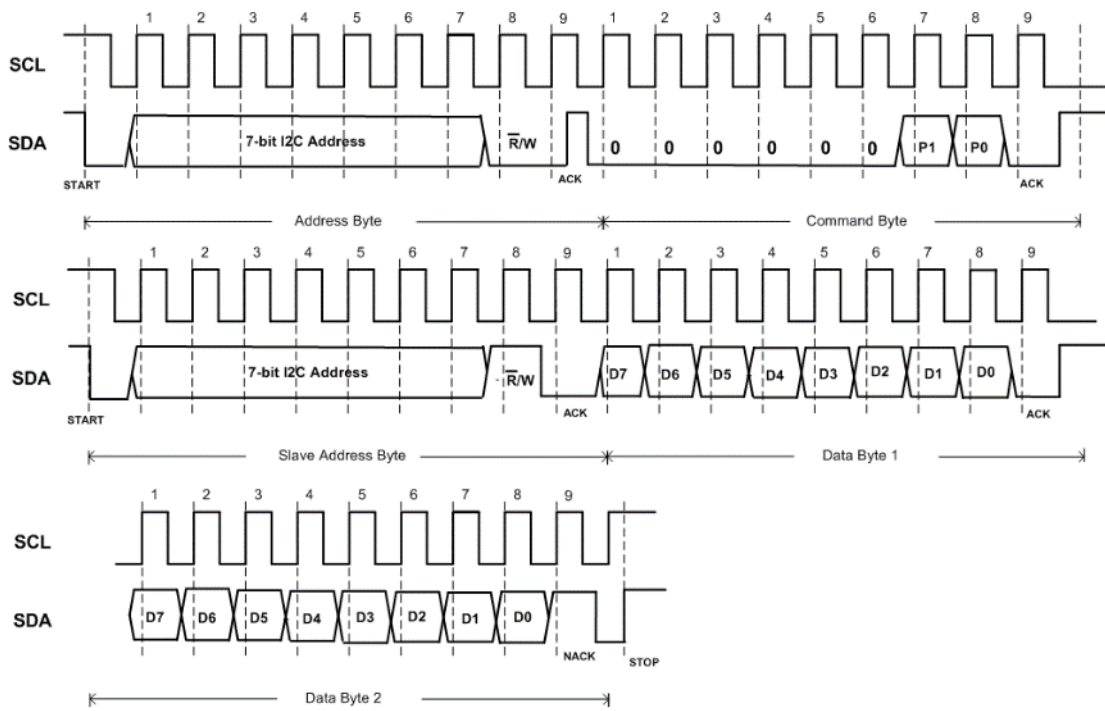 1 2 3 4 5 6 7 8 9 1 2 3 4 5 6 7 8 9
SCL
SDA 7-bit I2C Address R̅/W 0 0 0 0 0 0 P1 P0
START ACK ACK
Address Byte Command Byte
1 2 3 4 5 6 7 8 9 1 2 3 4 5 6 7 8 9
SCL
SDA 7-bit I2C Address R̅/W D7 D6 D5 D4 D3 D2 D1 D0
START ACK ACK
Slave Address Byte Data Byte 1
1 2 3 4 5 6 7 8 9
SCL
SDA D7 D6 D5 D4 D3 D2 D1 D0
NACK STOP
Data Byte 2